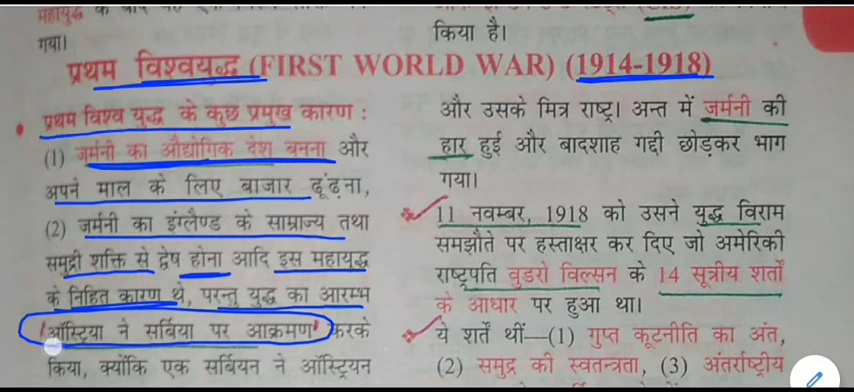 गया।
किया है।
प्रथम विश्वयुद्ध (FIRST WORLD WAR) (1914-1918)
प्रथम विश्व युद्ध के कुछ प्रमुख कारण :
(1) जर्मनी का औद्योगिक देश बनना और
अपने माल के लिए बाजार ढूंढ़ना,
(2) जर्मनी का इंग्लैण्ड के साम्राज्य तथा
समुद्री शक्ति से द्वेष होना आदि इस महायुद्ध
के निहित कारण थे, परन्तु युद्ध का आरम्भ
ऑस्ट्रिया ने सर्बिया पर आक्रमण करके
किया, क्योंकि एक सर्बियन ने ऑस्ट्रियन
और उसके मित्र राष्ट्र। अन्त में जर्मनी की
हार हुई और बादशाह गद्दी छोड़कर भाग
गया।
11 नवम्बर, 1918 को उसने युद्ध विराम
समझौते पर हस्ताक्षर कर दिए जो अमेरिकी
राष्ट्रपति वुडरो विल्सन के 14 सूत्रीय शर्तों
के आधार पर हुआ था।
ये शर्ते थीं—(1) गुप्त कूटनीति का अंत,
(2) समुद्र की स्वतन्त्रता, (3) अंतर्राष्ट्रीय